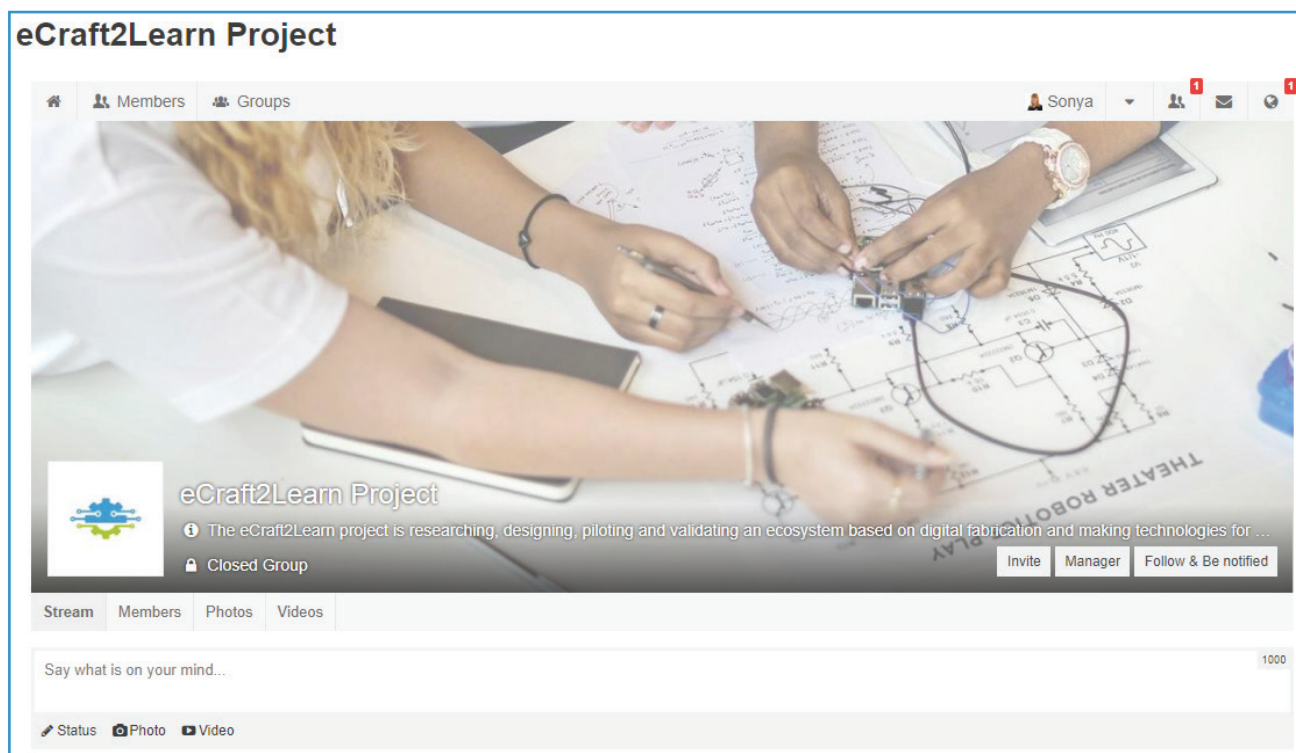 eCraft2Learn Project
Members Groups Sonya 1 1
THEATER ROBOTICS PLAY
eCraft2Learn Project
The eCraft2Learn project is researching, designing, piloting and validating an ecosystem based on digital fabrication and making technologies for ...
Closed Group
Invite Manager Follow & Be notified
Stream Members Photos Videos
Say what is on your mind... 1000
Status Photo Video